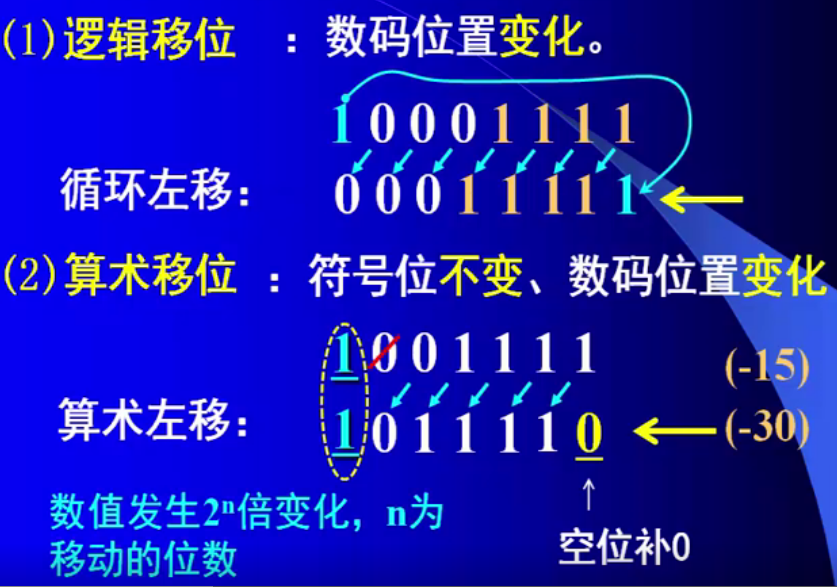 (1)逻辑移位 ：数码位置变化。
1 0 0 0 1 1 1 1
循环左移： 0 0 0 1 1 1 1 1
(2)算术移位 ：符号位不变、数码位置变化
1 0 0 1 1 1 1 (-15)
算术左移： 1 0 1 1 1 1 0 (-30)
数值发生2ⁿ倍变化，n为
移动的位数
空位补0